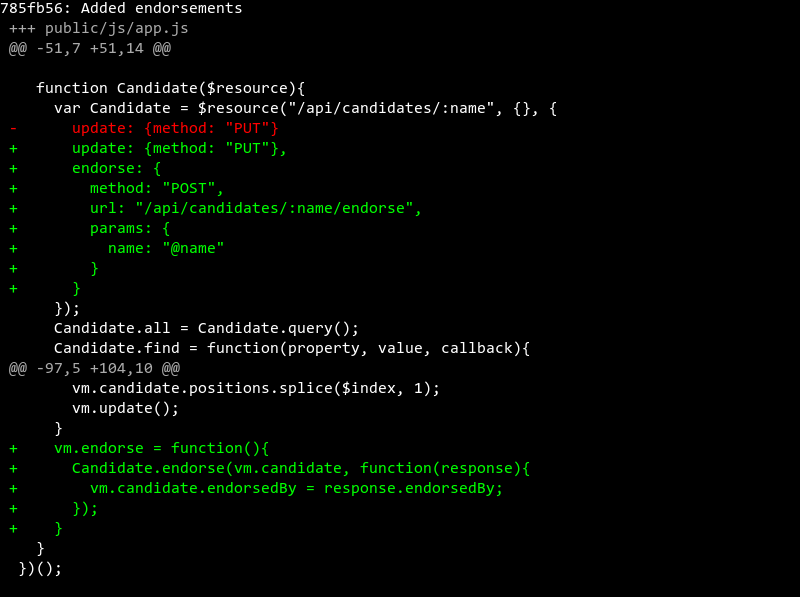 785fb56: Added endorsements
+++ public/js/app.js
@@ -51,7 +51,14 @@
function Candidate($resource){
var Candidate = $resource("/api/candidates/:name", {}, {
- update: {method: "PUT"}
+ update: {method: "PUT"},
+ endorse: {
+ method: "POST",
+ url: "/api/candidates/:name/endorse",
+ params: {
+ name: "@name"
+ }
+ }
});
Candidate.all = Candidate.query();
Candidate.find = function(property, value, callback){
@@ -97,5 +104,10 @@
vm.candidate.positions.splice($index, 1);
vm.update();
}
+ vm.endorse = function(){
+ Candidate.endorse(vm.candidate, function(response){
+ vm.candidate.endorsedBy = response.endorsedBy;
+ });
+ }
}
})();